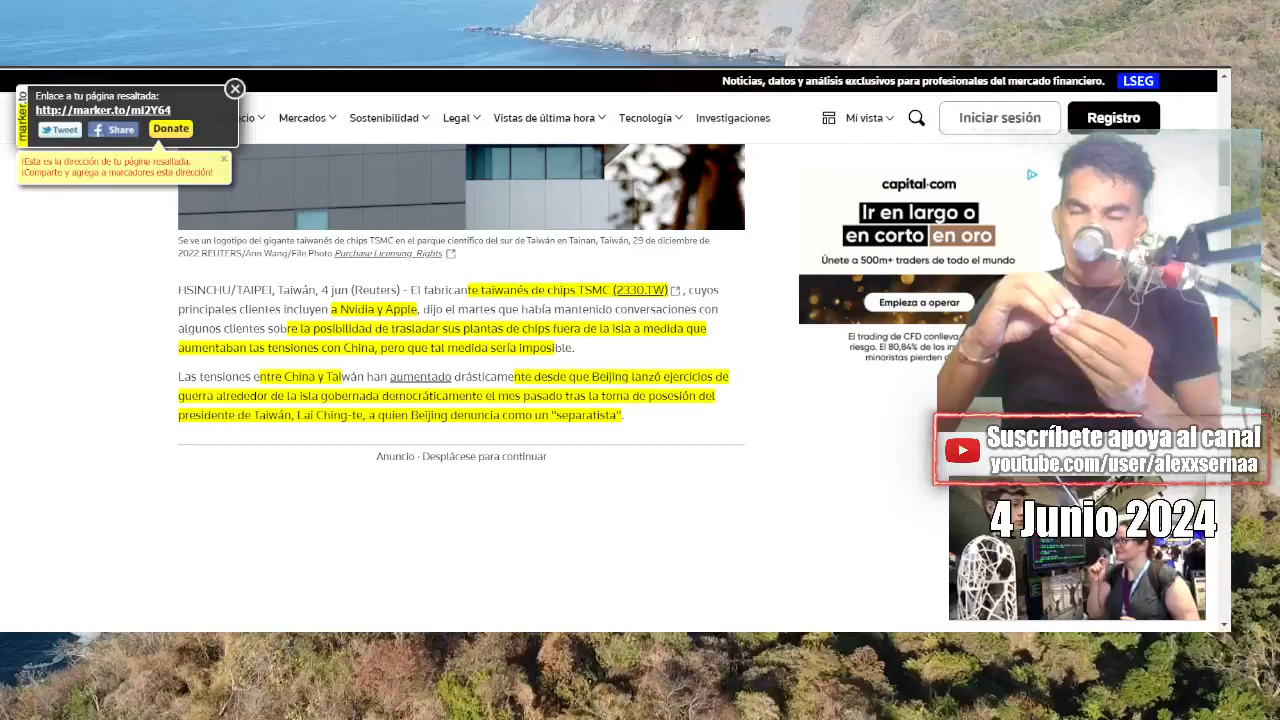 Noticias, datos y análisis exclusivos para profesionales del mercado financiero. LSEG
marker.to
Enlace a tu página resaltada:
http://marker.to/mi2Y64
Tweet Share Donate
¡Esta es la dirección de tu página resaltada.
¡Comparte y agrega a marcadores esta dirección!
Mercados Sostenibilidad Legal Vistas de última hora Tecnología Investigaciones Mi vista Iniciar sesión Registro
Se ve un logotipo del gigante taiwanés de chips TSMC en el parque científico del sur de Taiwán en Tainan, Taiwán, 29 de diciembre de
2022.REUTERS/Ann Wang/File Photo Purchase Licensing Rights
HSINCHU/TAIPEI, Taiwán, 4 jun (Reuters) - El fabricante taiwanés de chips TSMC (2330.TW) , cuyos
principales clientes incluyen a Nvidia y Apple, dijo el martes que había mantenido conversaciones con
algunos clientes sobre la posibilidad de trasladar sus plantas de chips fuera de la isla a medida que
aumentaban las tensiones con China, pero que tal medida sería imposible.
Las tensiones entre China y Taiwán han aumentado drásticamente desde que Beijing lanzó ejercicios de
guerra alrededor de la isla gobernada democráticamente el mes pasado tras la toma de posesión del
presidente de Taiwán, Lai Ching-te, a quien Beijing denuncia como un "separatista".
Anuncio · Desplácese para continuar
capital.com
Ir en largo o
en corto en oro
Únete a 500m+ traders de todo el mundo
Empieza a operar
El trading de CFD conlleva
riesgo. El 80,84% de los
minoristas pierden
Suscríbete apoya al canal
youtube.com/user/alexxsernaa
4 Junio 2024